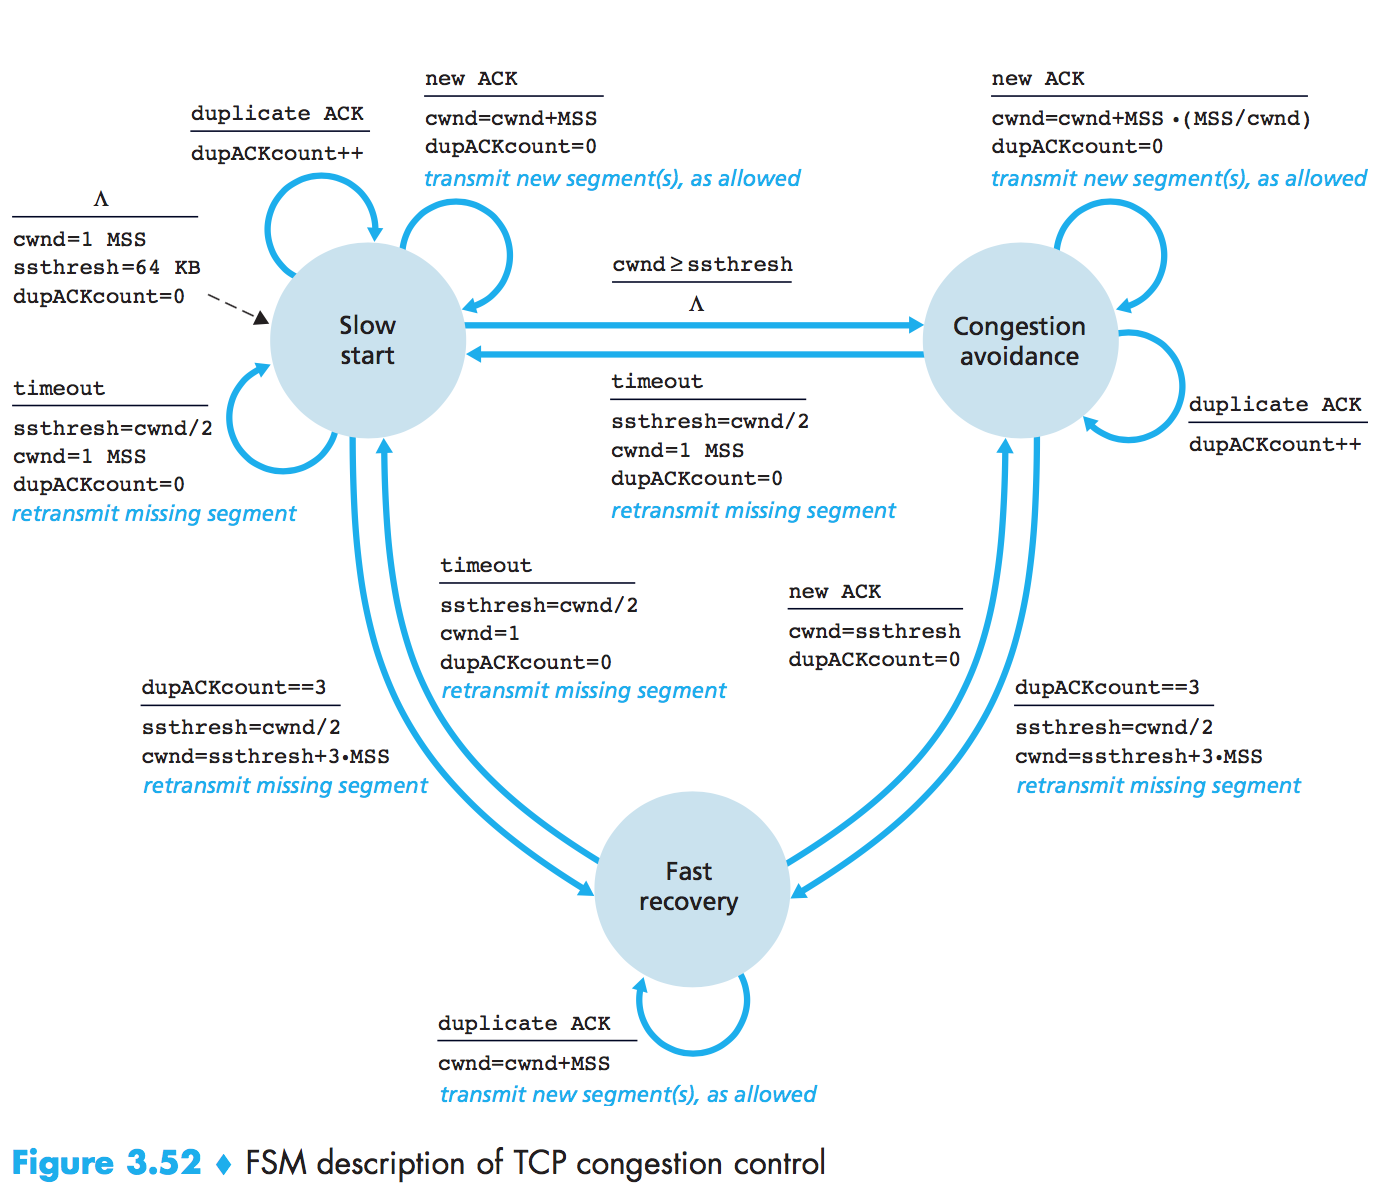 duplicate ACK
dupACKcount++
new ACK
cwnd=cwnd+MSS
dupACKcount=0
transmit new segment(s), as allowed
new ACK
cwnd=cwnd+MSS •(MSS/cwnd)
dupACKcount=0
transmit new segment(s), as allowed
Λ
cwnd=1 MSS
ssthresh=64 KB
dupACKcount=0
Slow
start
cwnd≥ssthresh
Λ
Congestion
avoidance
timeout
ssthresh=cwnd/2
cwnd=1 MSS
dupACKcount=0
retransmit missing segment
timeout
ssthresh=cwnd/2
cwnd=1 MSS
dupACKcount=0
retransmit missing segment
duplicate ACK
dupACKcount++
timeout
ssthresh=cwnd/2
cwnd=1
dupACKcount=0
retransmit missing segment
new ACK
cwnd=ssthresh
dupACKcount=0
dupACKcount==3
ssthresh=cwnd/2
cwnd=ssthresh+3•MSS
retransmit missing segment
dupACKcount==3
ssthresh=cwnd/2
cwnd=ssthresh+3•MSS
retransmit missing segment
Fast
recovery
duplicate ACK
cwnd=cwnd+MSS
transmit new segment(s), as allowed
Figure 3.52 ♦ FSM description of TCP congestion control